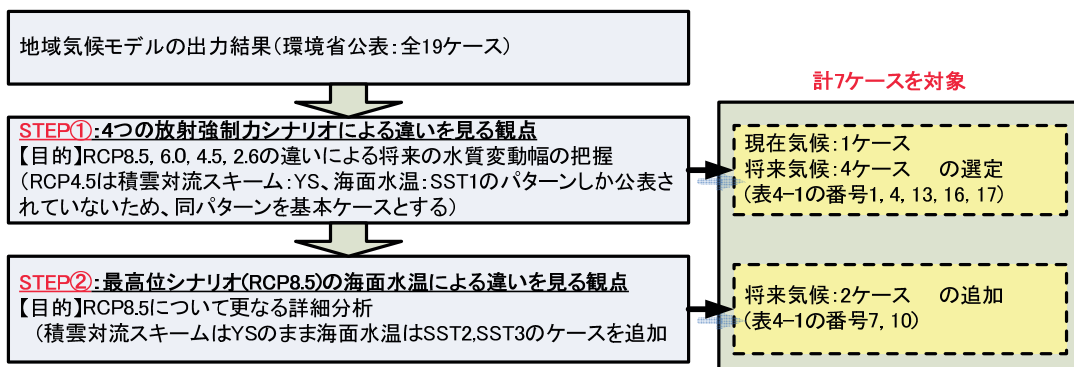 地域気候モデルの出力結果(環境省公表:全19ケース)
計7ケースを対象
STEP①:4つの放射強制力シナリオによる違いを見る観点
【目的】RCP8.5, 6.0, 4.5, 2.6の違いによる将来の水質変動幅の把握
(RCP4.5は積雲対流スキーム:YS、海面水温:SST1のパターンしか公表さ
れていないため、同パターンを基本ケースとする)
現在気候:1ケース
将来気候:4ケース の選定
(表4-1の番号1, 4, 13, 16, 17)
STEP②:最高位シナリオ(RCP8.5)の海面水温による違いを見る観点
【目的】RCP8.5について更なる詳細分析
(積雲対流スキームはYSのまま海面水温はSST2,SST3のケースを追加
将来気候:2ケース の追加
(表4-1の番号7, 10)